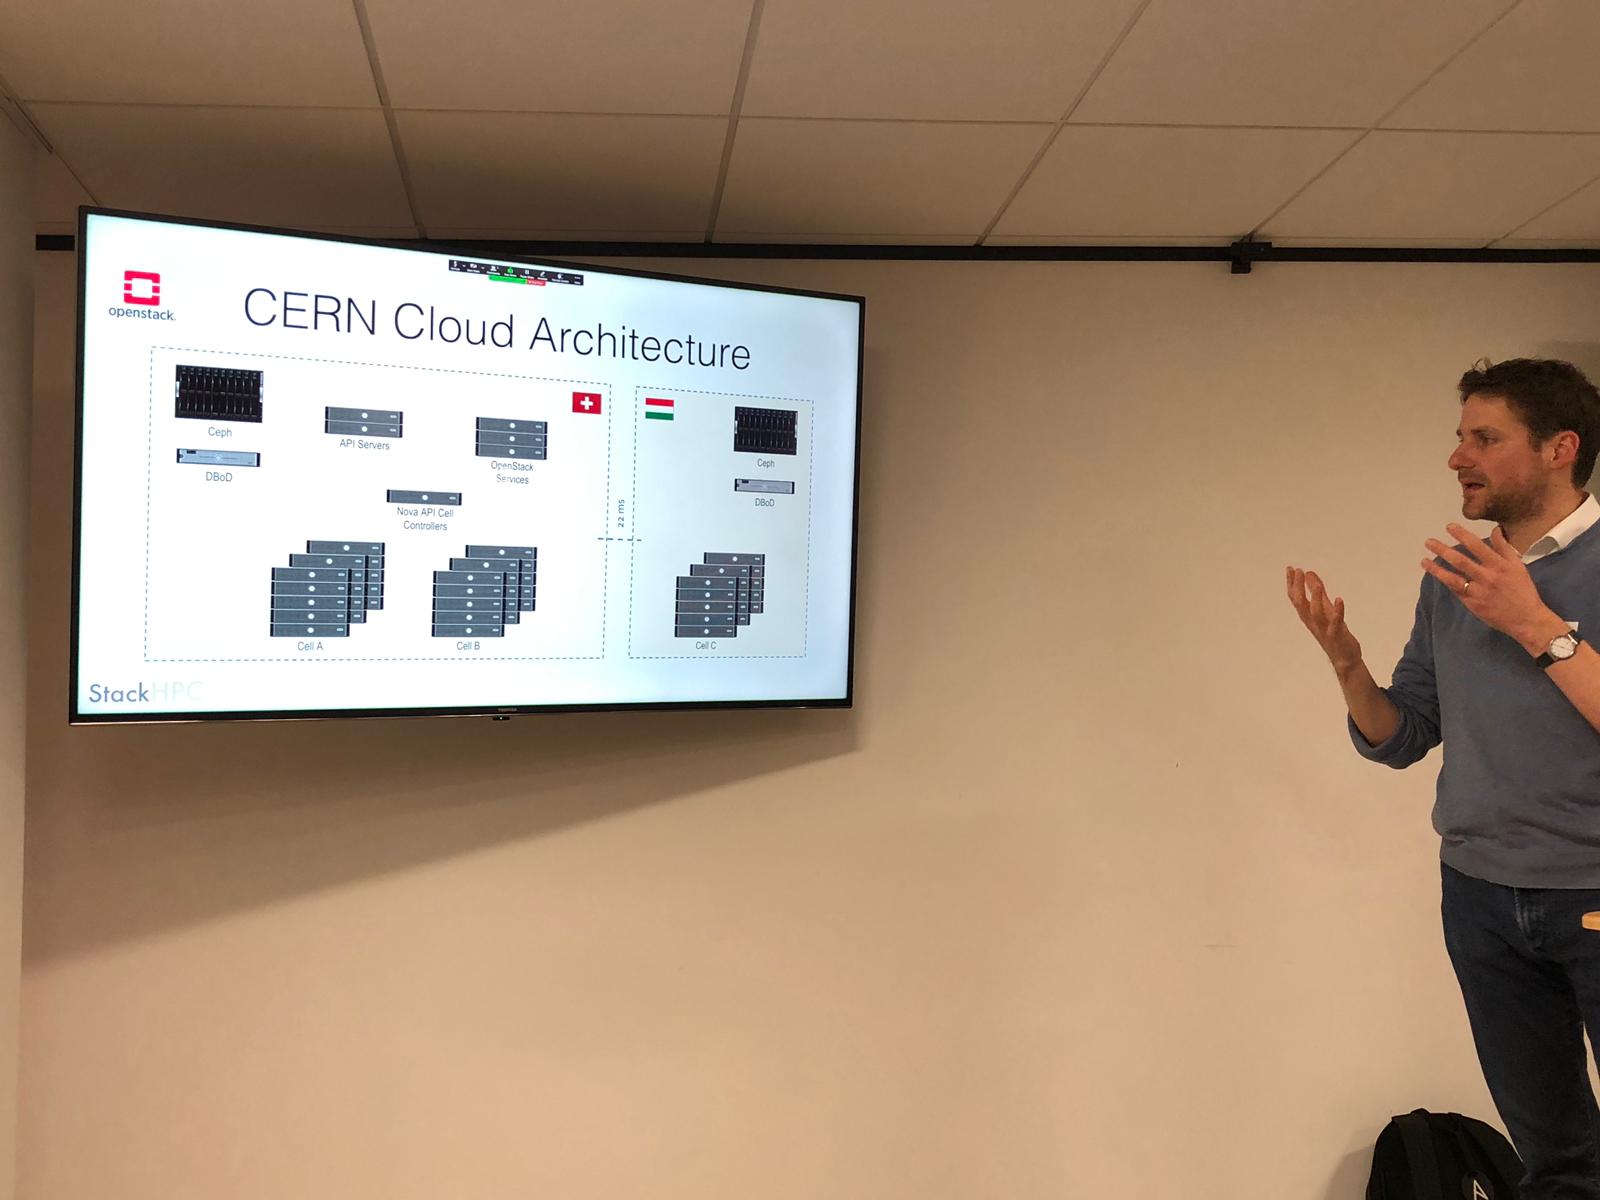 openstack.
CERN Cloud Architecture
Ceph
API Servers
OpenStack
Services
DBoD
Nova API Cell
Controllers
22 ms
Cell A
Cell B
Ceph
DBoD
Cell C
StackHPC
TOSHIBA